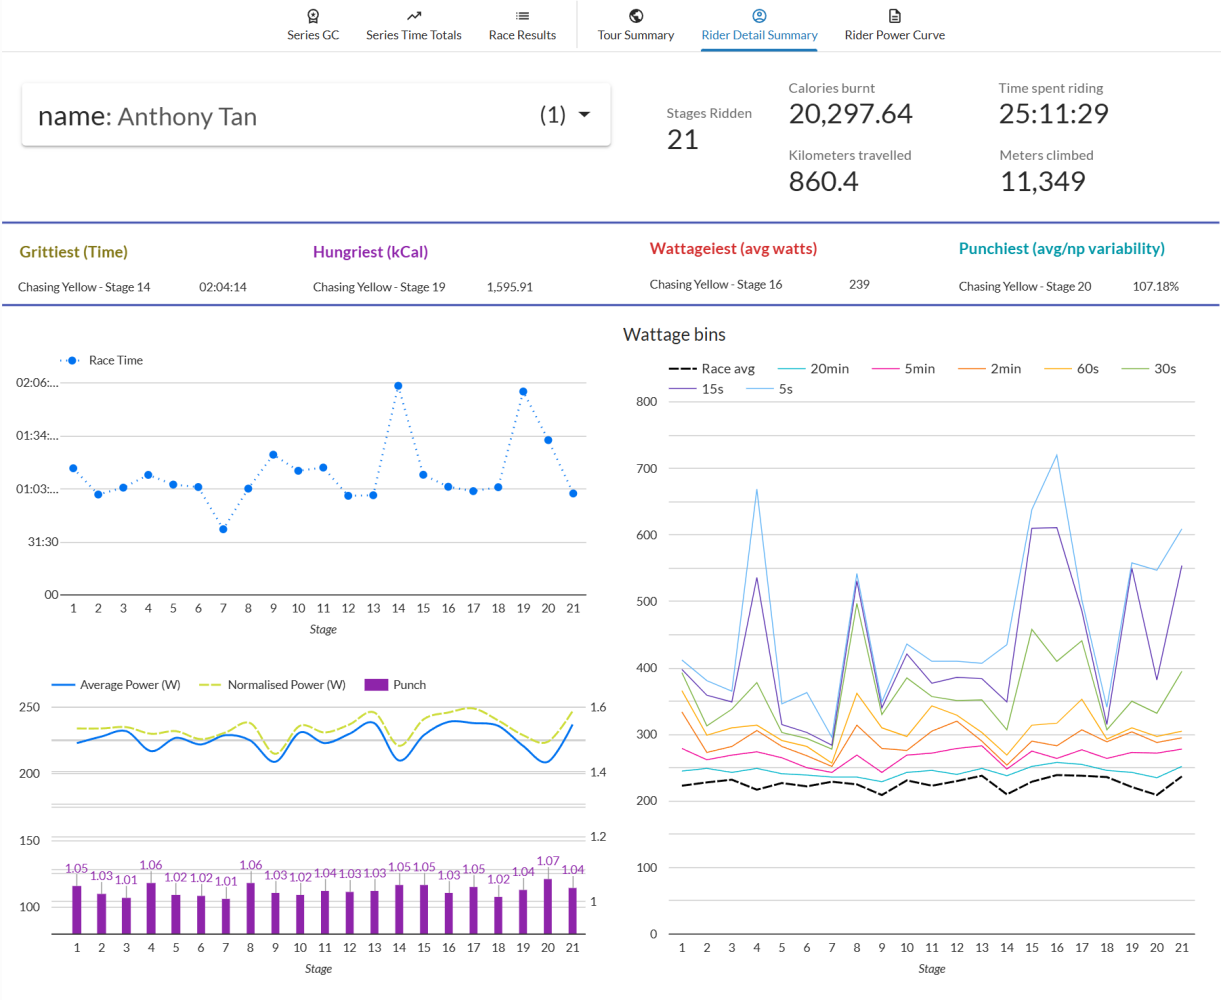 Series GC Series Time Totals Race Results Tour Summary Rider Detail Summary Rider Power Curve
name: Anthony Tan (1)
Stages Ridden
21
Calories burnt
20,297.64
Time spent riding
25:11:29
Kilometers travelled
860.4
Meters climbed
11,349
Grittiest (Time)
Chasing Yellow - Stage 14 02:04:14
Hungriest (kCal)
Chasing Yellow - Stage 19 1,595.91
Wattageiest (avg watts)
Chasing Yellow - Stage 16 239
Punchiest (avg/np variability)
Chasing Yellow - Stage 20 107.18%
Race Time
02:06:...
01:34:...
01:03:...
31:30
00
1 2 3 4 5 6 7 8 9 10 11 12 13 14 15 16 17 18 19 20 21
Stage
Average Power (W) Normalised Power (W) Punch
250 1.6
200 1.4
150 1.2
1.05 1.03 1.01 1.06 1.02 1.02 1.01 1.06 1.03 1.02 1.04 1.03 1.03 1.05 1.05 1.03 1.05 1.02 1.04 1.07 1.04
100 1
1 2 3 4 5 6 7 8 9 10 11 12 13 14 15 16 17 18 19 20 21
Stage
Wattage bins
Race avg 20min 5min 2min 60s 30s
15s 5s
800
700
600
500
400
300
200
100
0
1 2 3 4 5 6 7 8 9 10 11 12 13 14 15 16 17 18 19 20 21
Stage